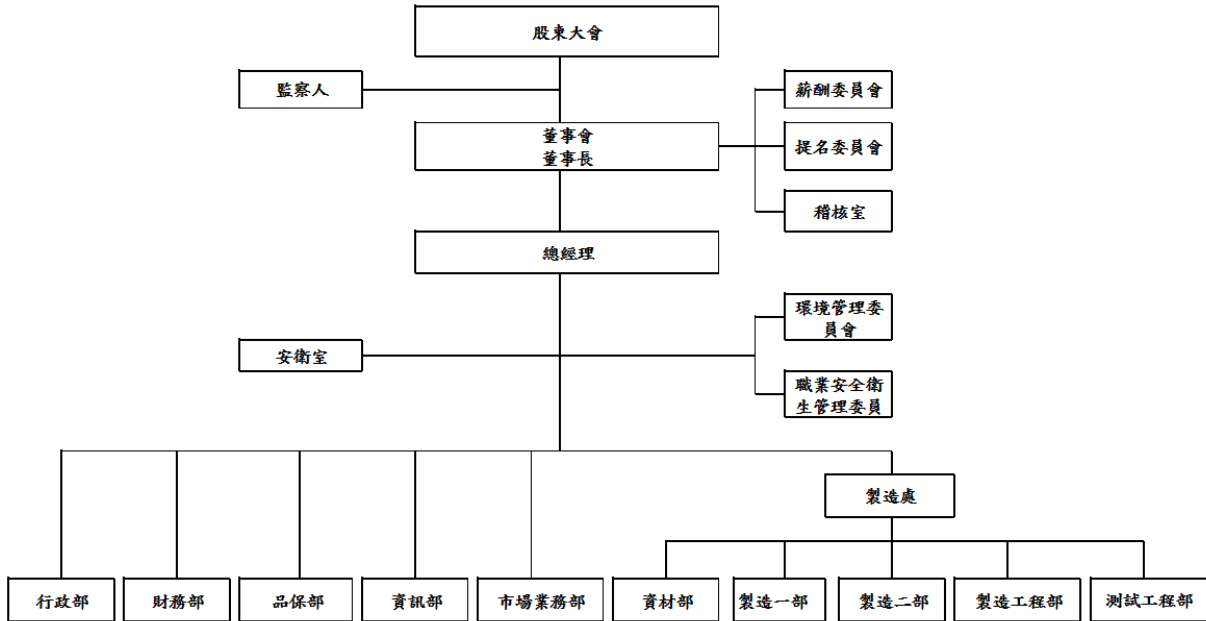 股東大會
監察人
薪酬委員會
董事會
董事長
提名委員會
稽核室
總經理
環境管理委
員會
安衛室
職業安全衛
生管理委員
製造處
行政部
財務部
品保部
資訊部
市場業務部
資材部
製造一部
製造二部
製造工程部
測試工程部